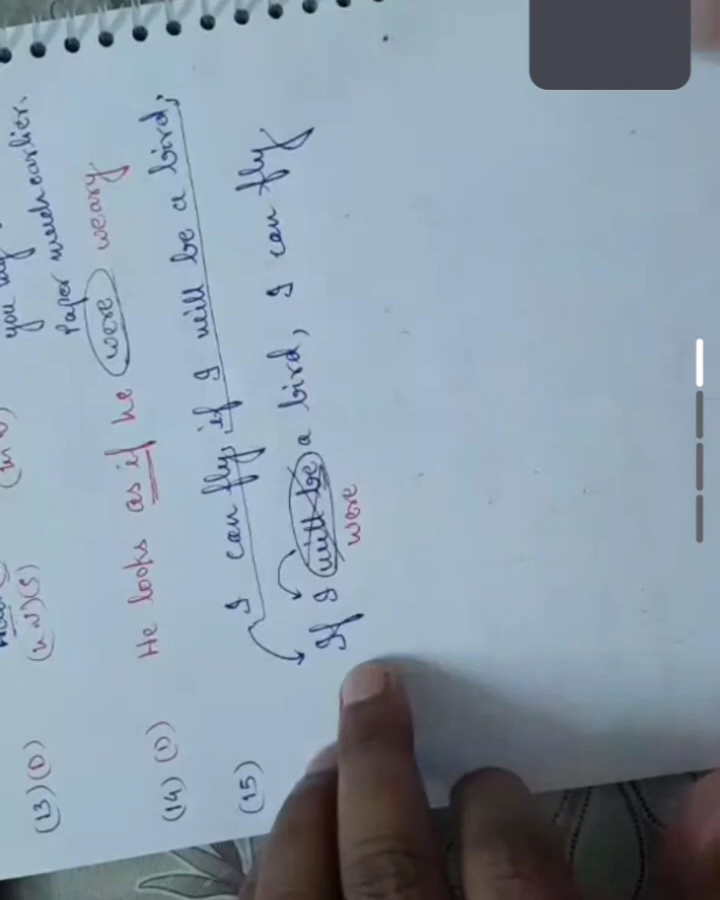 (13) (D) (u N) (S) you
Paper much earlier.
(14) (D) He looks as if he were weary
(15) I can fly, if I will be a bird,
If I will be a bird, I can fly
were